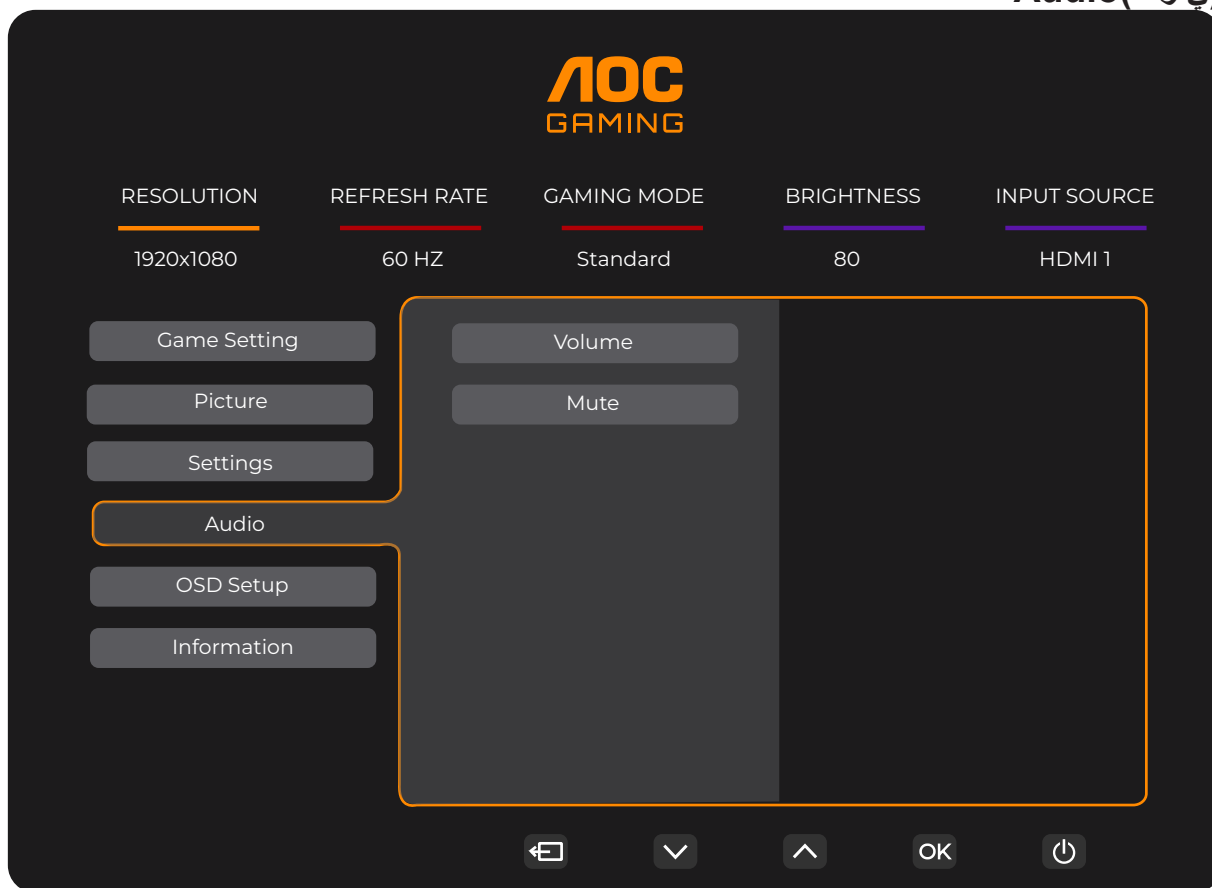 Audio(
AOC
GAMING
RESOLUTION REFRESH RATE GAMING MODE BRIGHTNESS INPUT SOURCE
1920x1080 60 HZ Standard 80 HDMI 1
Game Setting Volume
Picture Mute
Settings
Audio
OSD Setup
Information
OK